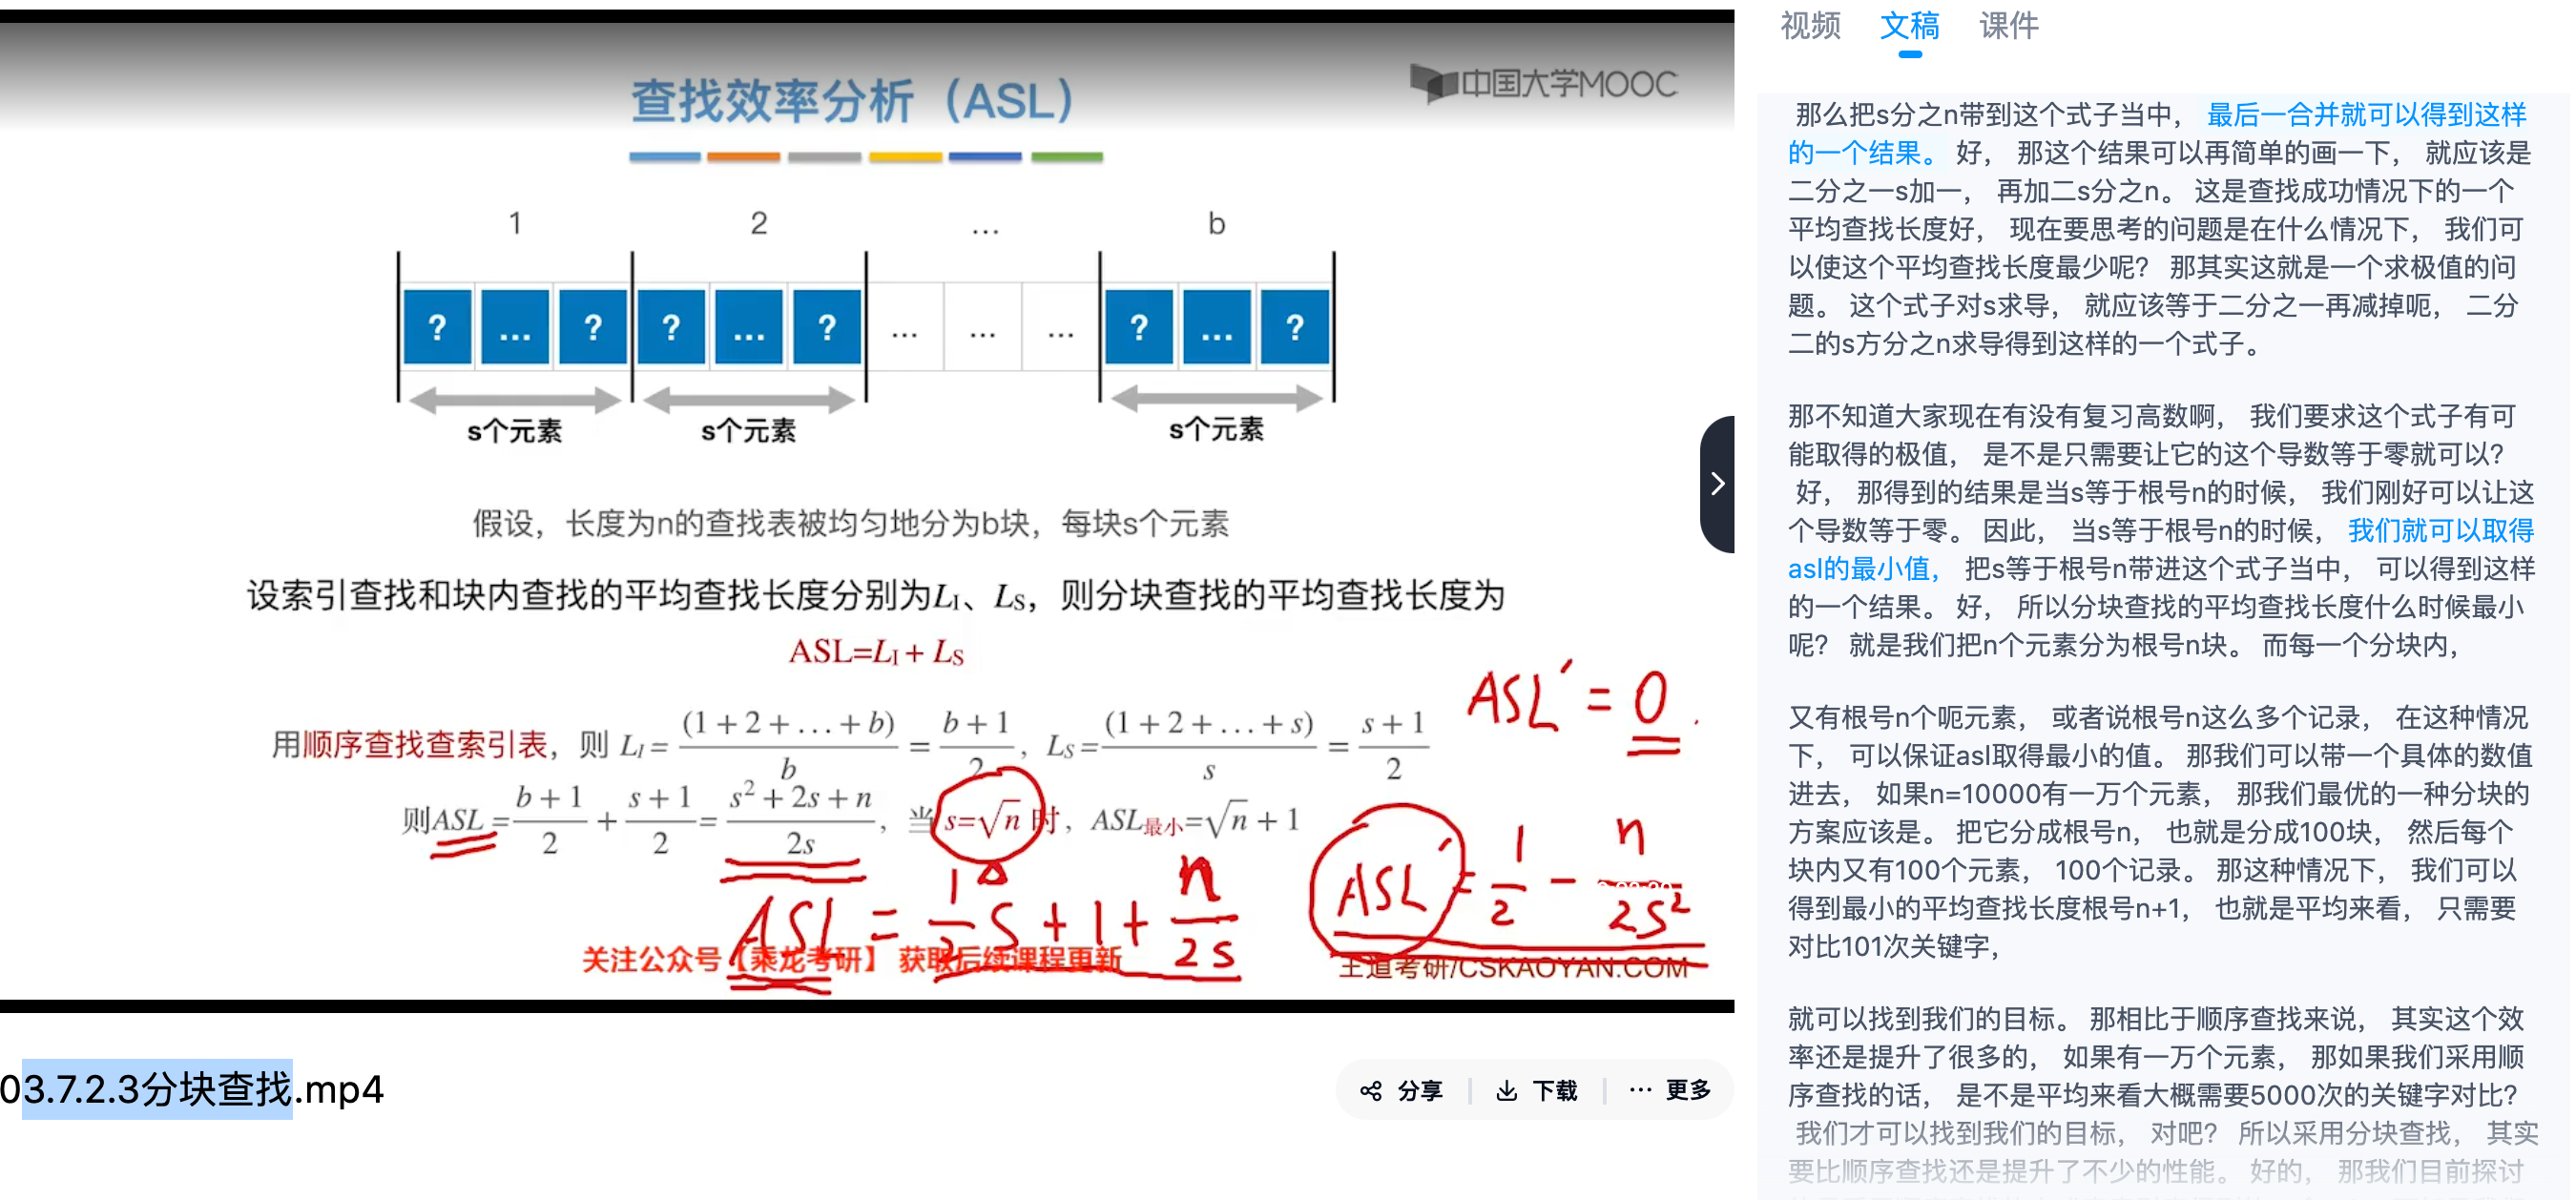 查找效率分析（ASL）
中国大学MOOC
1 2 … b
? … ? ? … ? … … … ? … ?
s个元素 s个元素 s个元素
假设，长度为n的查找表被均匀地分为b块，每块s个元素
设索引查找和块内查找的平均查找长度分别为L_I、L_S，则分块查找的平均查找长度为
ASL=L_I + L_S
用顺序查找查索引表，则 L_I = (1 + 2 + … + b)/b = (b + 1)/2，L_S = (1 + 2 + … + s)/s = (s + 1)/2
则ASL = (b + 1)/2 + (s + 1)/2 = (s² + 2s + n)/2s，当 s=√n 时，ASL最小=√n + 1
ASL′ = 0
ASL = 1/2 S + 1 + n/2s
ASL′ = 1/2 - n/2s²
关注公众号【乘龙考研】 获取后续课程更新
王道考研/CSKAOYAN.COM
03.7.2.3分块查找.mp4
分享 下载 … 更多
视频 文稿 课件
那么把s分之n带到这个式子当中， 最后一合并就可以得到这样
的一个结果。 好， 那这个结果可以再简单的画一下， 就应该是
二分之一s加一， 再加二s分之n。 这是查找成功情况下的一个
平均查找长度好， 现在要思考的问题是在什么情况下， 我们可
以使这个平均查找长度最少呢？ 那其实这就是一个求极值的问
题。 这个式子对s求导， 就应该等于二分之一再减掉呃， 二分
二的s方分之n求导得到这样的一个式子。
那不知道大家现在有没有复习高数啊， 我们要求这个式子有可
能取得的极值， 是不是只需要让它的这个导数等于零就可以？
好， 那得到的结果是当s等于根号n的时候， 我们刚好可以让这
个导数等于零。 因此， 当s等于根号n的时候， 我们就可以取得
asl的最小值， 把s等于根号n带进这个式子当中， 可以得到这样
的一个结果。 好， 所以分块查找的平均查找长度什么时候最小
呢？ 就是我们把n个元素分为根号n块。 而每一个分块内，
又有根号n个呃元素， 或者说根号n这么多个记录， 在这种情况
下， 可以保证asl取得最小的值。 那我们可以带一个具体的数值
进去， 如果n=10000有一万个元素， 那我们最优的一种分块的
方案应该是。 把它分成根号n， 也就是分成100块， 然后每个
块内又有100个元素， 100个记录。 那这种情况下， 我们可以
得到最小的平均查找长度根号n+1， 也就是平均来看， 只需要
对比101次关键字，
就可以找到我们的目标。 那相比于顺序查找来说， 其实这个效
率还是提升了很多的， 如果有一万个元素， 那如果我们采用顺
序查找的话， 是不是平均来看大概需要5000次的关键字对比？
我们才可以找到我们的目标， 对吧？ 所以采用分块查找， 其实
要比顺序查找还是提升了不少的性能。 好的， 那我们目前探讨